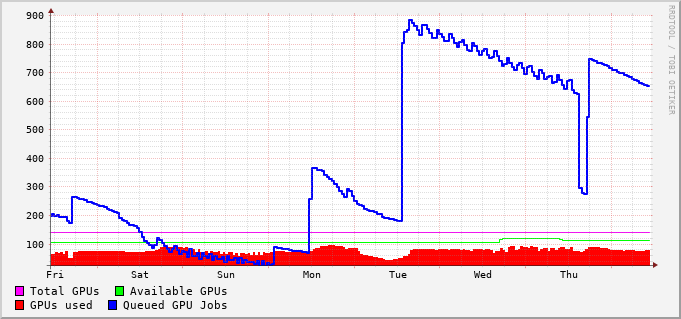 900
800
700
600
500
400
300
200
100
Fri Sat Sun Mon Tue Wed Thu
Total GPUs Available GPUs
GPUs used Queued GPU Jobs
RRDTOOL / TOBI OETIKER